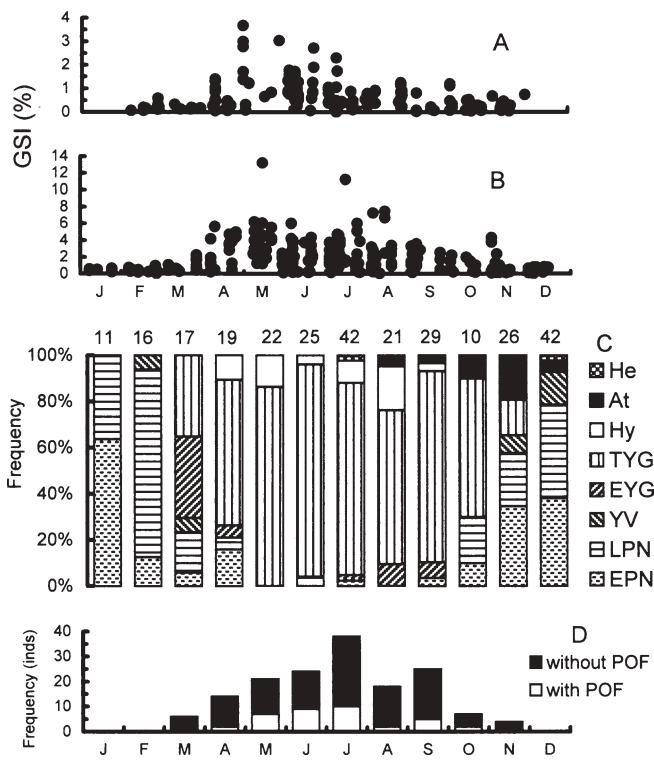 4
3
2
1
0
A
GSI (%)
14
12
10
8
6
4
2
0
B
J F M A M J J A S O N D
11 16 17 19 22 25 42 21 29 10 26 42
C
100%
80%
60%
40%
20%
0%
Frequency
He
At
Hy
TYG
EYG
YV
LPN
EPN
40
30
20
10
0
Frequency (inds)
D
without POF
with POF
J F M A M J J A S O N D